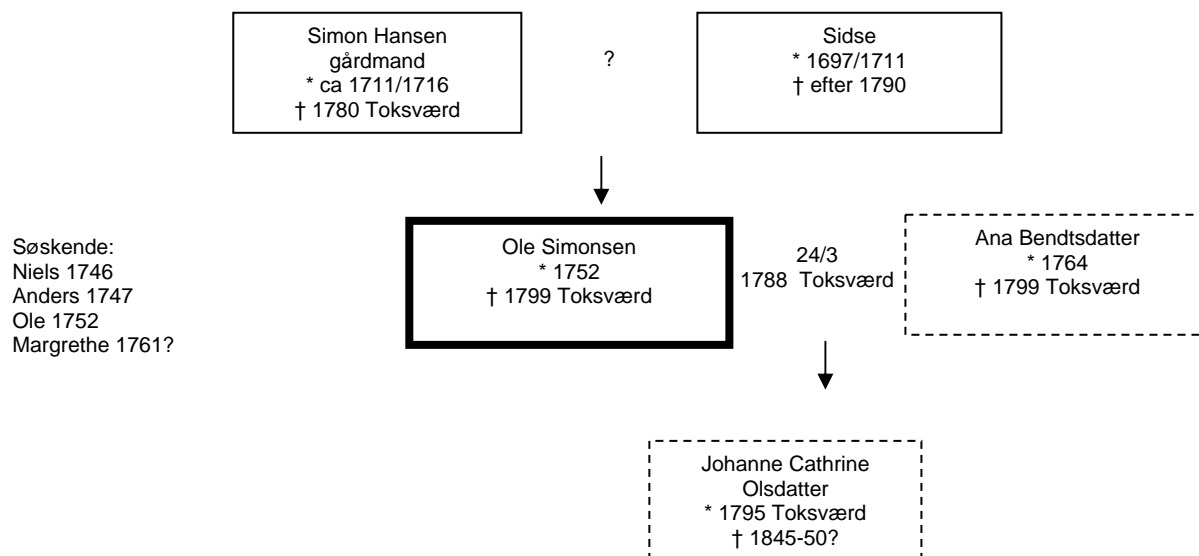 Simon Hansen
gårdmand
* ca 1711/1716
† 1780 Toksværd
?
Sidse
* 1697/1711
† efter 1790
Søskende:
Niels 1746
Anders 1747
Ole 1752
Margrethe 1761?
Ole Simonsen
* 1752
† 1799 Toksværd
24/3
1788 Toksværd
Ana Bendtsdatter
* 1764
† 1799 Toksværd
Johanne Cathrine
Olsdatter
* 1795 Toksværd
† 1845-50?